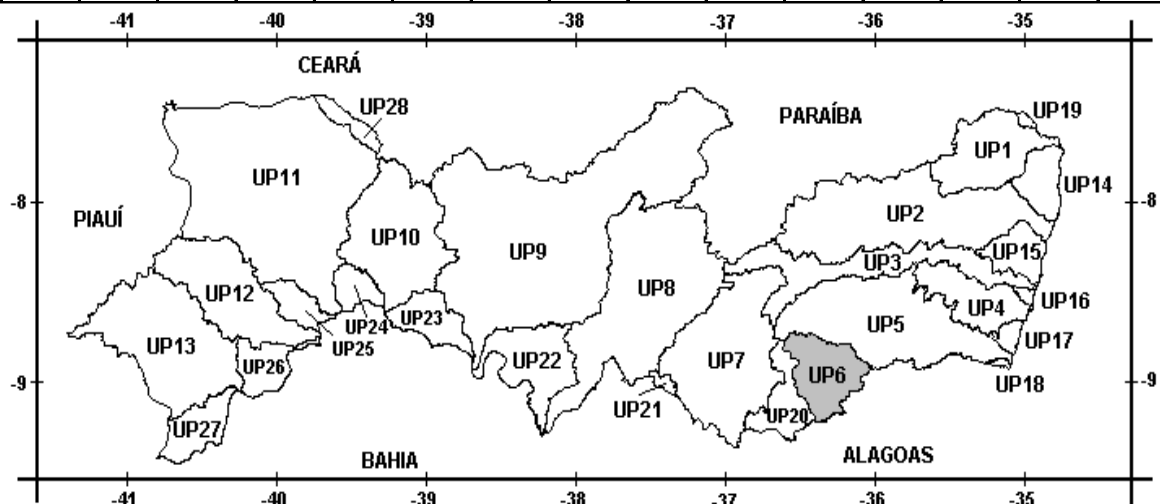 -41 -40 -39 -38 -37 -36 -35
CEARÁ
UP28
PARAÍBA
UP19
UP1
UP11
UP14
-8 -8
PIAUÍ
UP2
UP10
UP9
UP15
UP3
UP12
UP8
UP16
UP4
UP23
UP24
UP5
UP17
UP13
UP25
UP26
UP22
UP7
UP6
-9 -9
UP18
UP21
UP20
UP27
BAHIA
ALAGOAS
-41 -40 -39 -38 -37 -36 -35